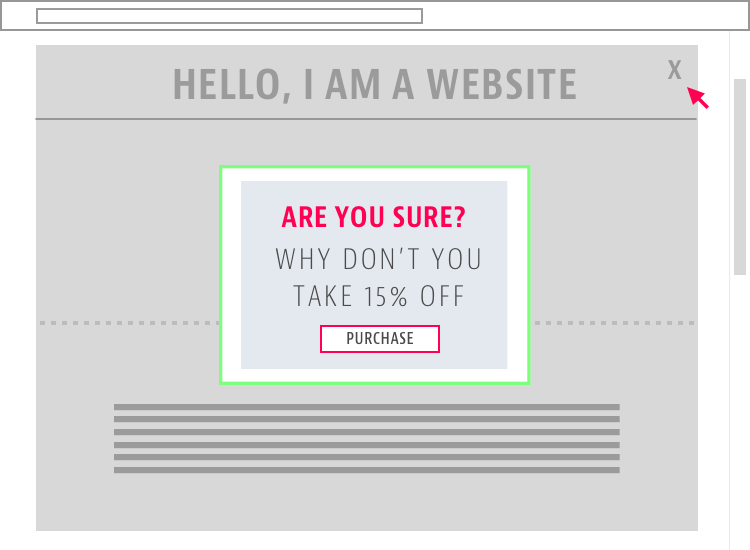 HELLO, I AM A WEBSITE
X
ARE YOU SURE?
WHY DON'T YOU
TAKE 15% OFF
PURCHASE